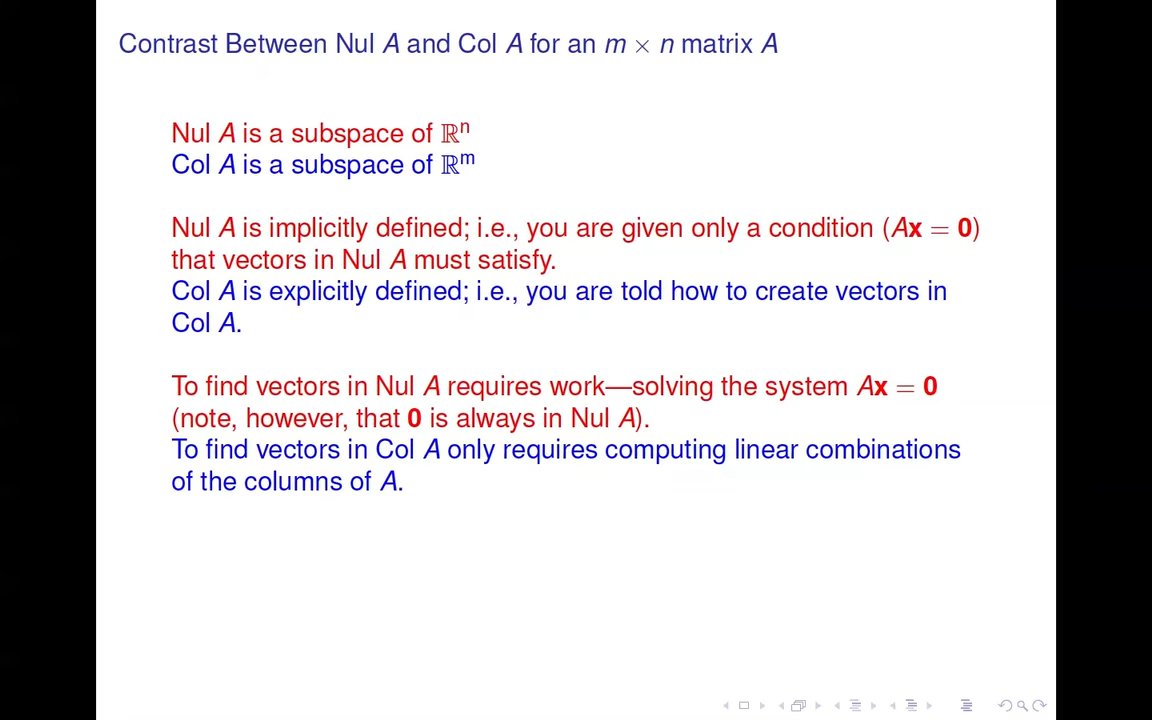 Contrast Between Nul A and Col A for an m × n matrix A
Nul A is a subspace of ℝⁿ
Col A is a subspace of ℝᵐ
Nul A is implicitly defined; i.e., you are given only a condition (Ax = 0)
that vectors in Nul A must satisfy.
Col A is explicitly defined; i.e., you are told how to create vectors in
Col A.
To find vectors in Nul A requires work—solving the system Ax = 0
(note, however, that 0 is always in Nul A).
To find vectors in Col A only requires computing linear combinations
of the columns of A.